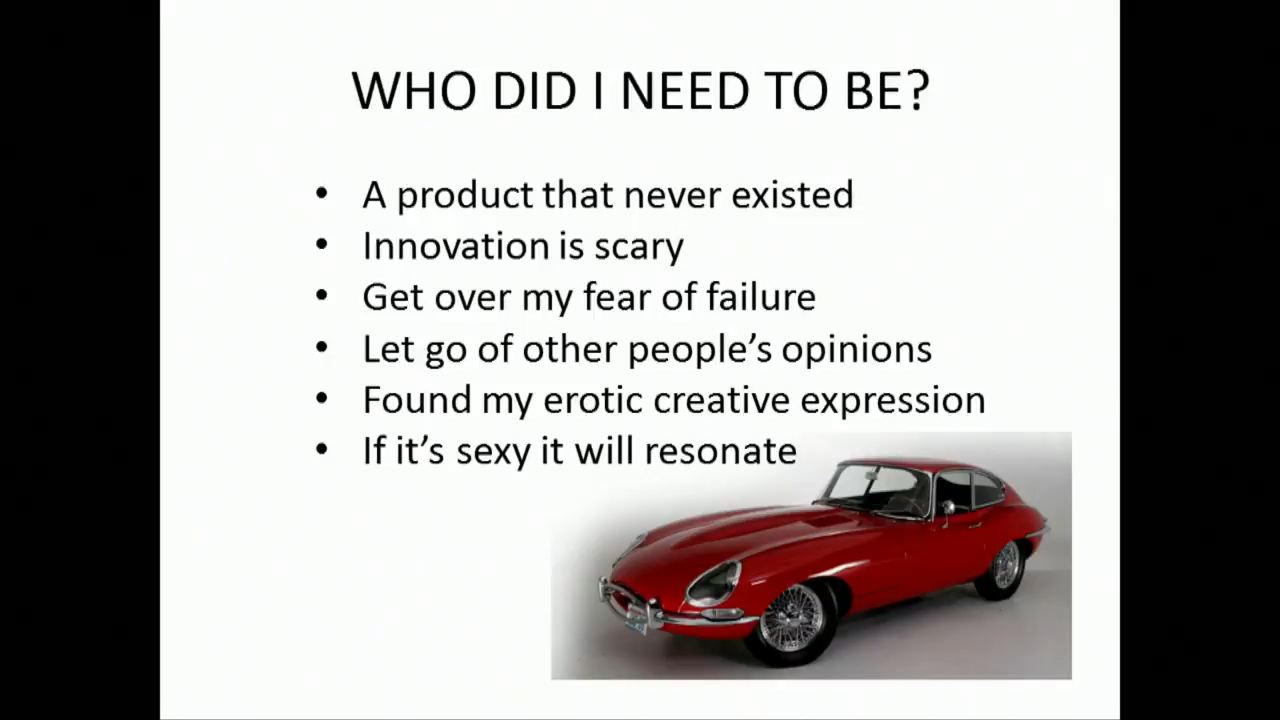 WHO DID I NEED TO BE?
• A product that never existed
• Innovation is scary
• Get over my fear of failure
• Let go of other people’s opinions
• Found my erotic creative expression
• If it’s sexy it will resonate